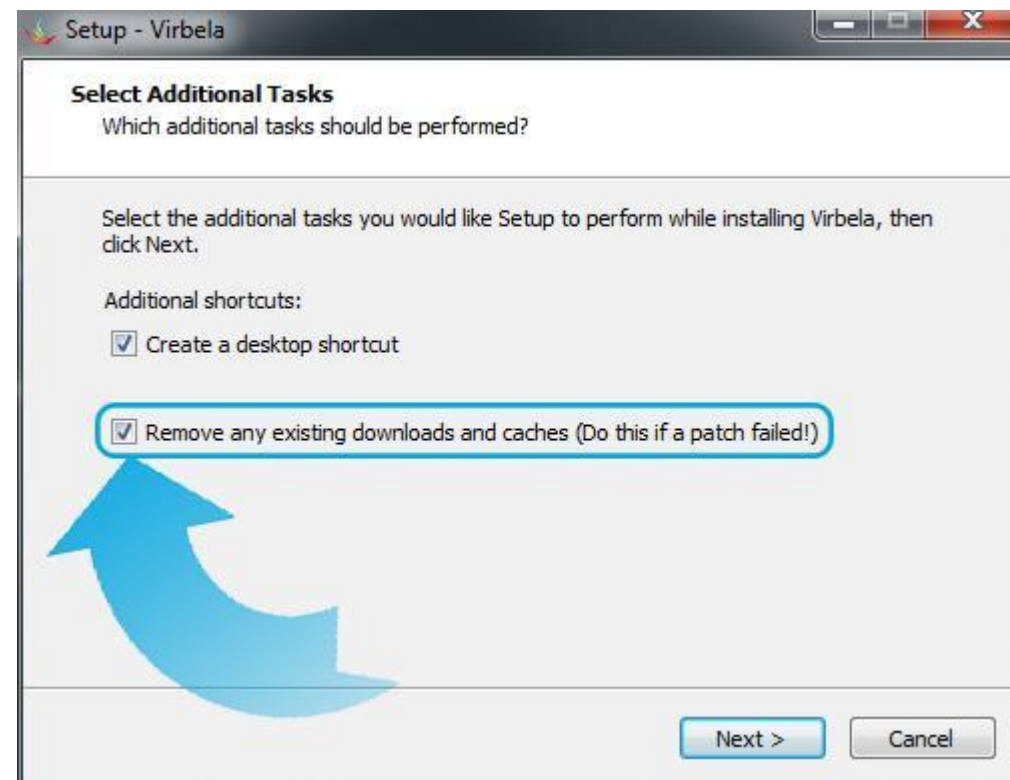 Setup - Virbela
Select Additional Tasks
Which additional tasks should be performed?
Select the additional tasks you would like Setup to perform while installing Virbela, then
click Next.
Additional shortcuts:
Create a desktop shortcut
Remove any existing downloads and caches (Do this if a patch failed!)
Next >
Cancel